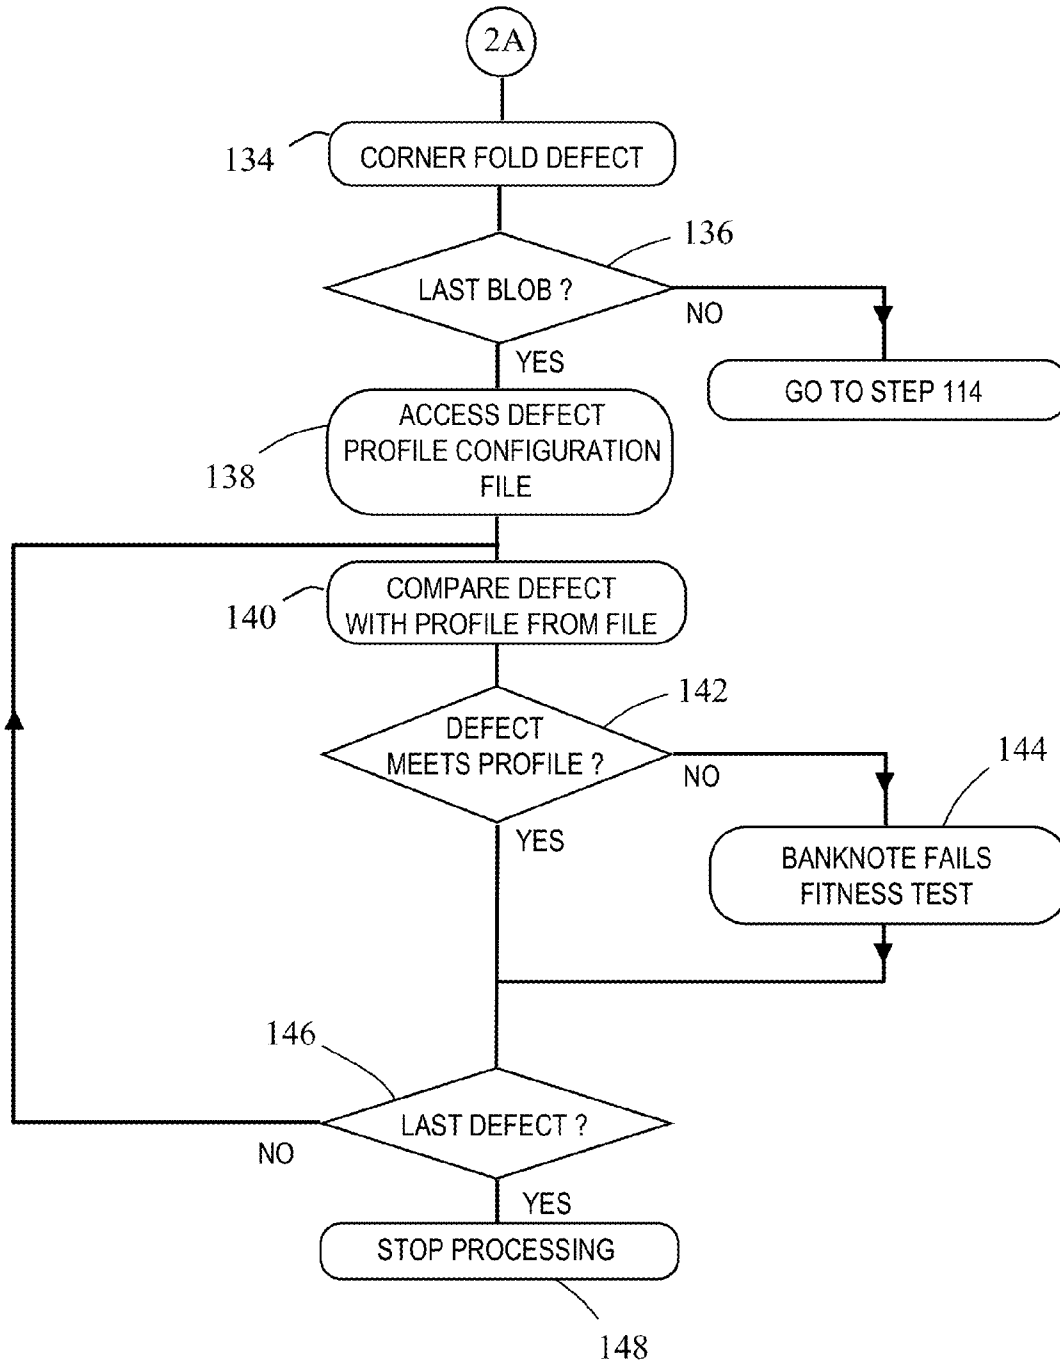 2A
134
CORNER FOLD DEFECT
136
LAST BLOB ?
NO
YES
GO TO STEP 114
138
ACCESS DEFECT
PROFILE CONFIGURATION
FILE
140
COMPARE DEFECT
WITH PROFILE FROM FILE
142
DEFECT
MEETS PROFILE ?
NO
YES
144
BANKNOTE FAILS
FITNESS TEST
146
LAST DEFECT ?
NO
YES
STOP PROCESSING
148